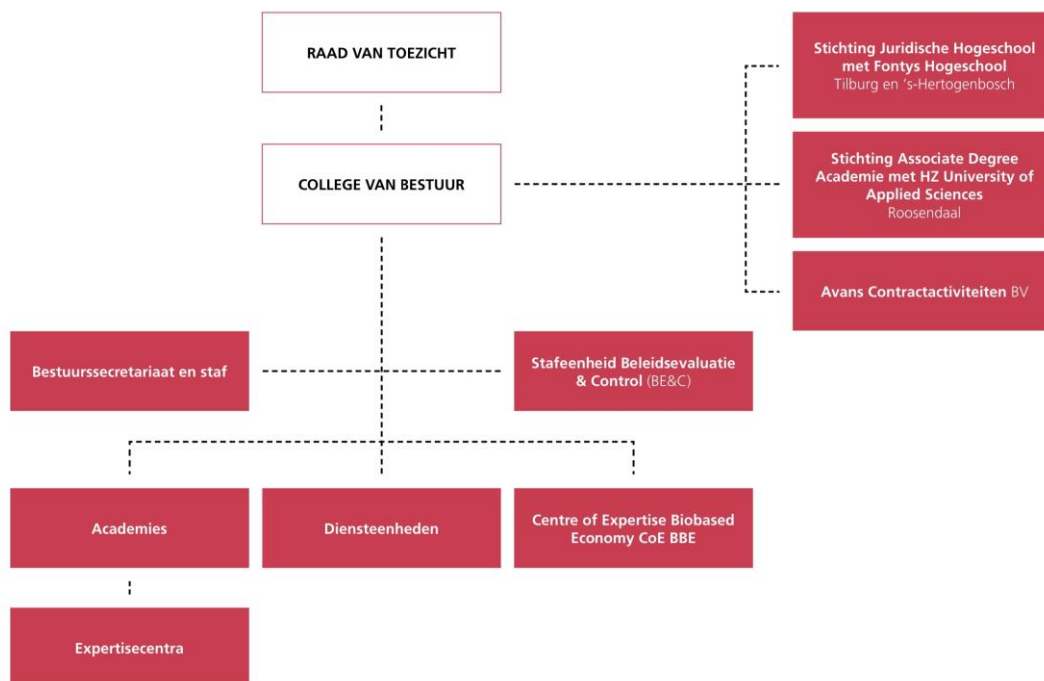 RAAD VAN TOEZICHT
COLLEGE VAN BESTUUR
Stichting Juridische Hogeschool
met Fontys Hogeschool
Tilburg en 's-Hertogenbosch
Stichting Associate Degree
Academie met HZ University of
Applied Sciences
Roosendaal
Avans Contractactiviteiten BV
Bestuurssecretariaat en staf
Stafeenheid Beleidsevaluatie
& Control (BE&C)
Academies
Diensteenheden
Centre of Expertise Biobased
Economy CoE BBE
Expertisecentra